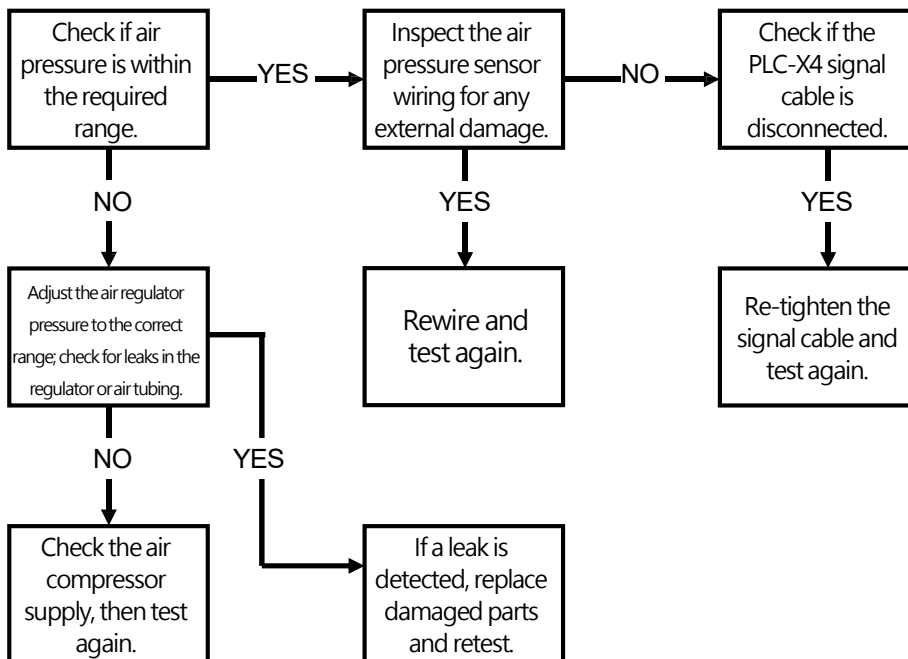 Check if air
pressure is within
the required
range.
YES
Inspect the air
pressure sensor
wiring for any
external damage.
NO
Check if the
PLC-X4 signal
cable is
disconnected.
NO
YES
YES
Adjust the air regulator
pressure to the correct
range; check for leaks in the
regulator or air tubing.
Rewire and
test again.
Re-tighten the
signal cable and
test again.
NO
YES
Check the air
compressor
supply, then test
again.
If a leak is
detected, replace
damaged parts
and retest.